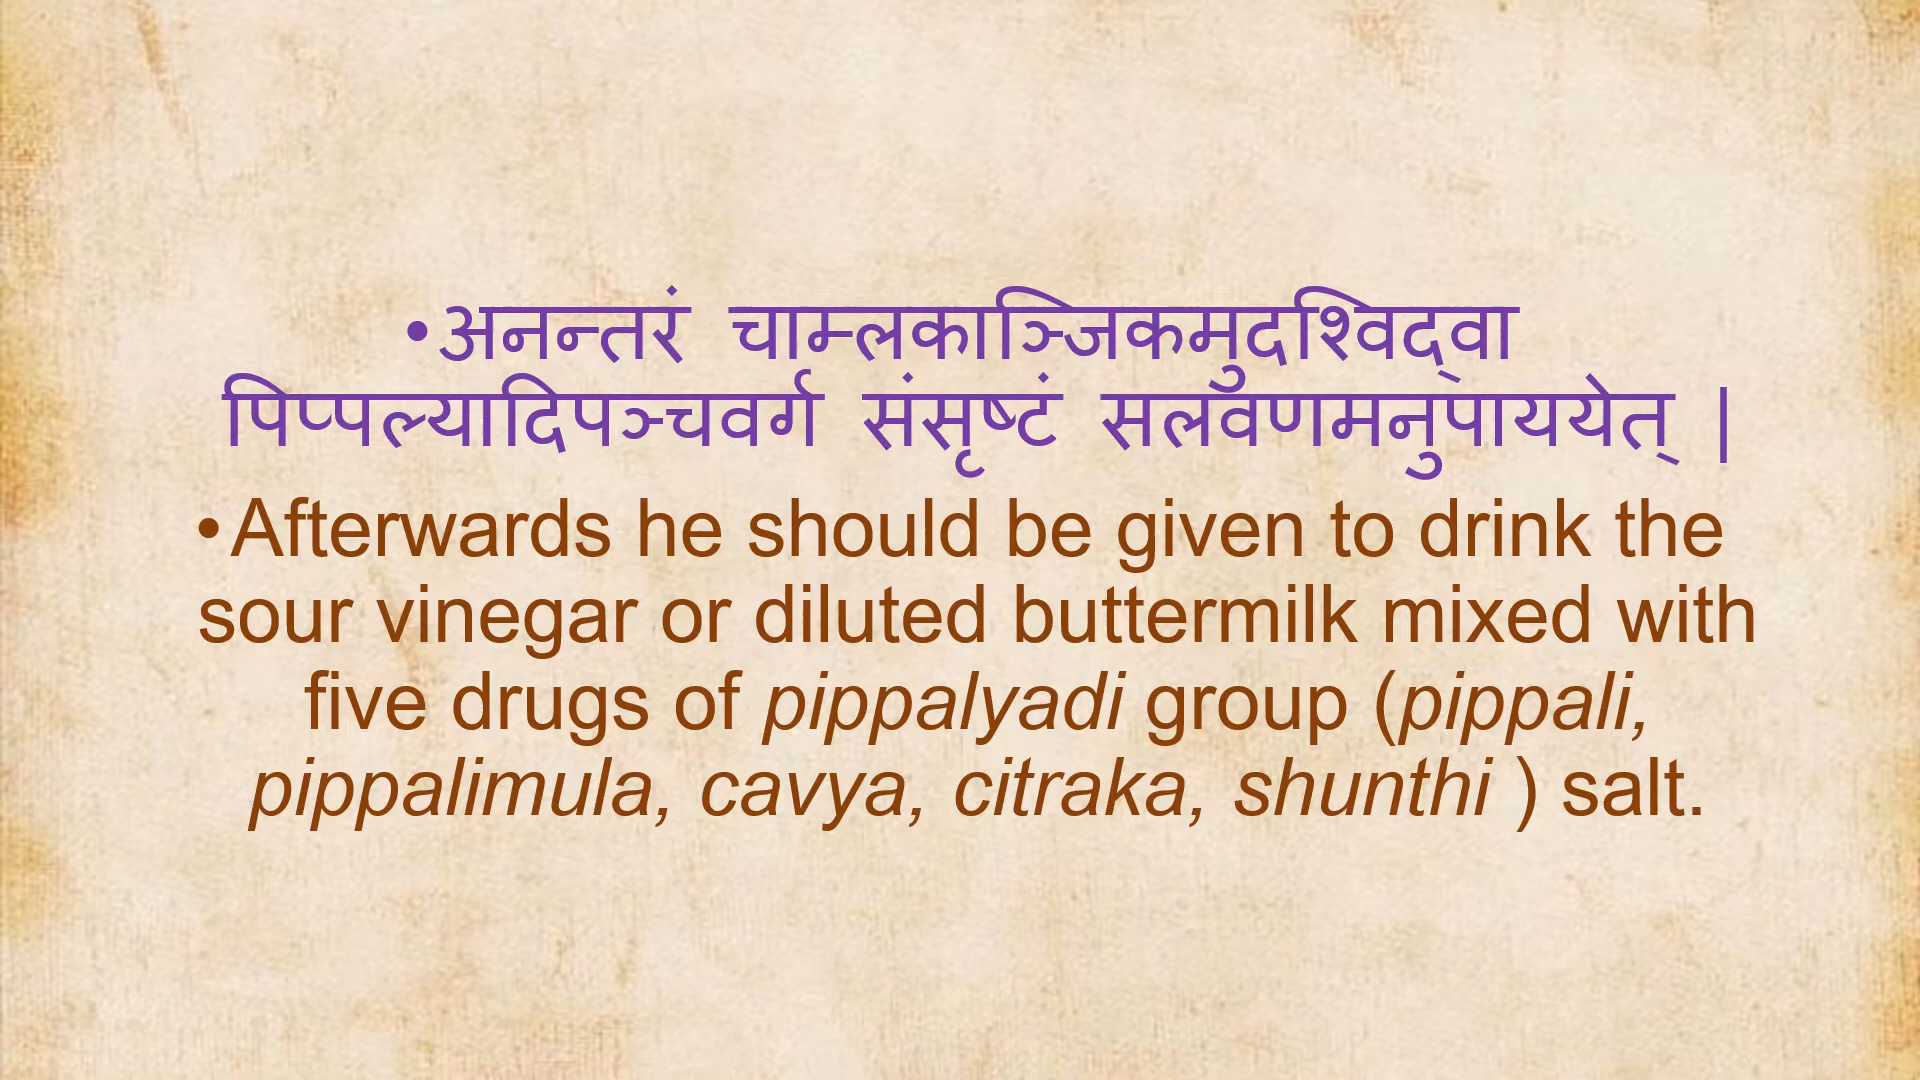 •अनन्तरं चाम्लकाञ्जिकमुदश्विद्वा
पिप्पल्यादिपञ्चवर्ग संसृष्टं सलवणमनुपाययेत् |
•Afterwards he should be given to drink the
sour vinegar or diluted buttermilk mixed with
five drugs of pippalyadi group (pippali,
pippalimula, cavya, citraka, shunthi ) salt.